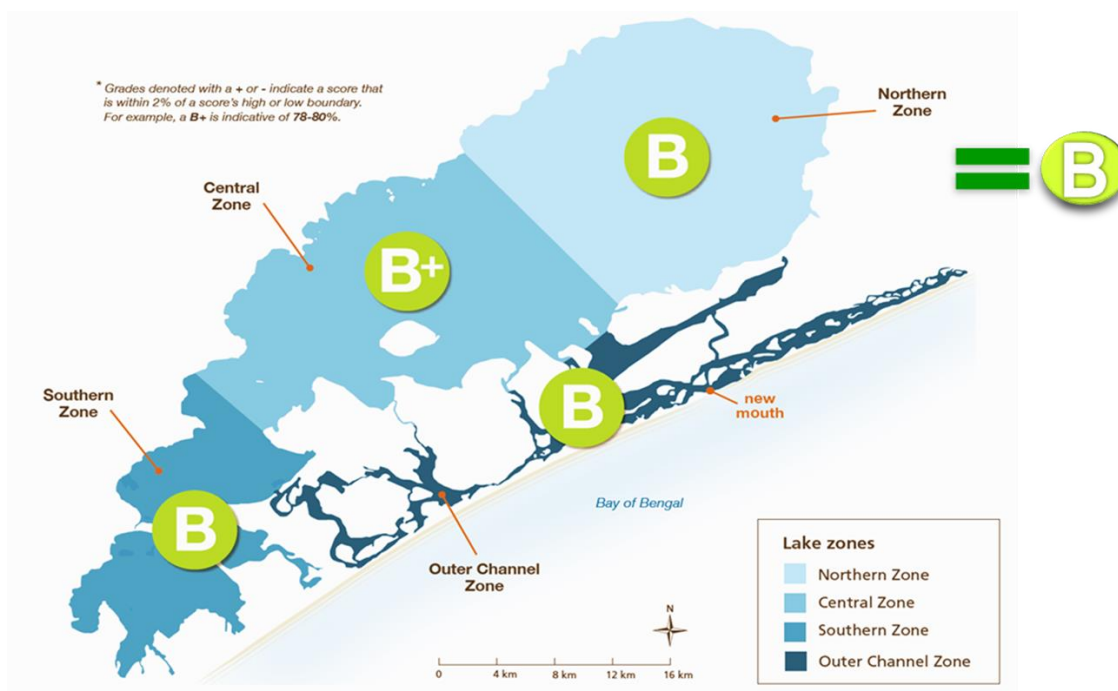 * Grades denoted with a + or - indicate a score that
is within 2% of a score's high or low boundary.
For example, a B+ is indicative of 78-80%.
Northern
Zone
B
= B
Central
Zone
B+
Southern
Zone
B
new
mouth
B
Bay of Bengal
Outer Channel
Zone
N
0 4 km 8 km 12 km 16 km
Lake zones
Northern Zone
Central Zone
Southern Zone
Outer Channel Zone